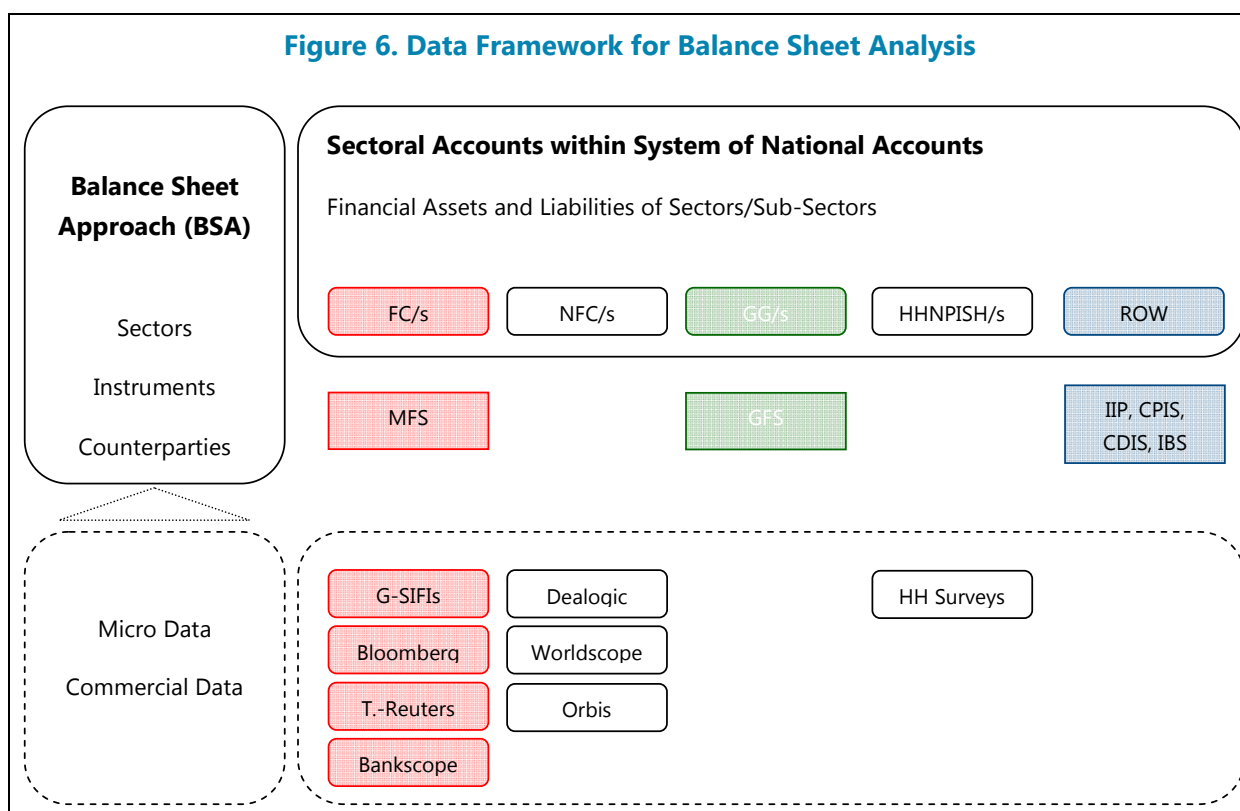 Figure 6. Data Framework for Balance Sheet Analysis
Balance Sheet
Approach (BSA)
Sectors
Instruments
Counterparties
Sectoral Accounts within System of National Accounts
Financial Assets and Liabilities of Sectors/Sub-Sectors
FC/s
NFC/s
GG/s
HHNPISH/s
ROW
MFS
GFS
IIP, CPIS,
CDIS, IBS
Micro Data
Commercial Data
G-SIFIs
Dealogic
HH Surveys
Bloomberg
Worldscope
T.-Reuters
Orbis
Bankscope